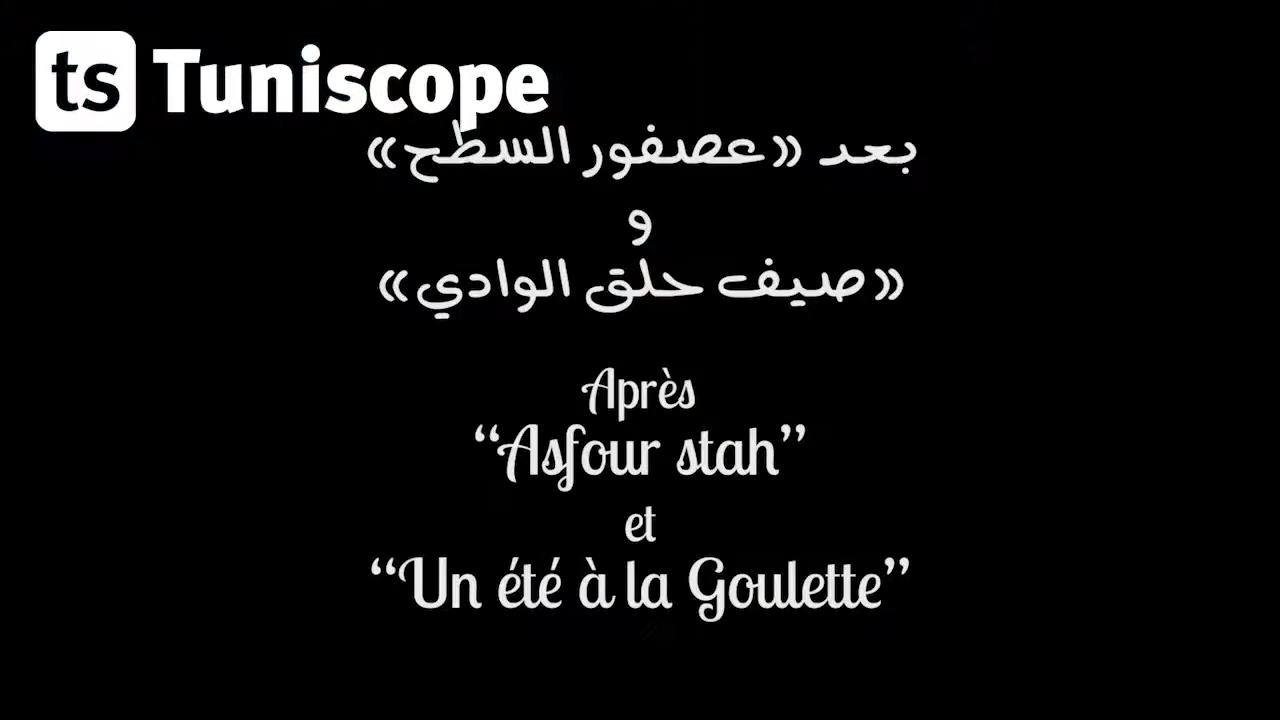 ts Tuniscope
بعد «عصفور السطح»
و
«صيف حلق الوادي»
Après
“Asfour stah”
et
“Un été à la Goulette”